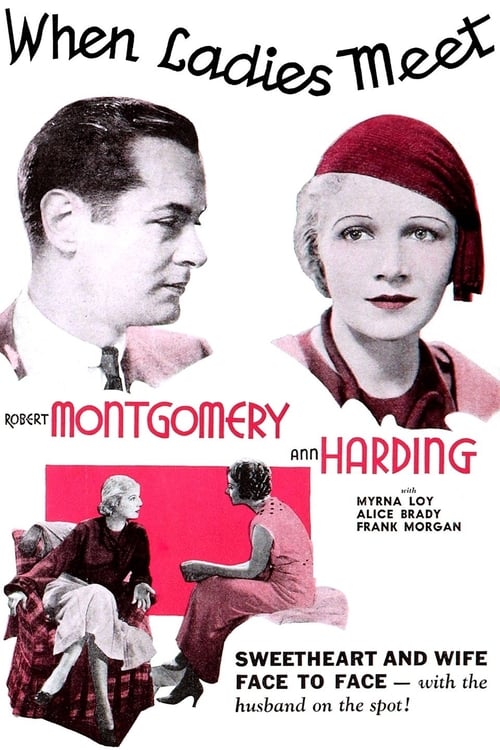 When Ladies Meet
ROBERT MONTGOMERY
ANN HARDING
with
MYRNA LOY
ALICE BRADY
FRANK MORGAN
SWEETHEART AND WIFE
FACE TO FACE — with the
husband on the spot!